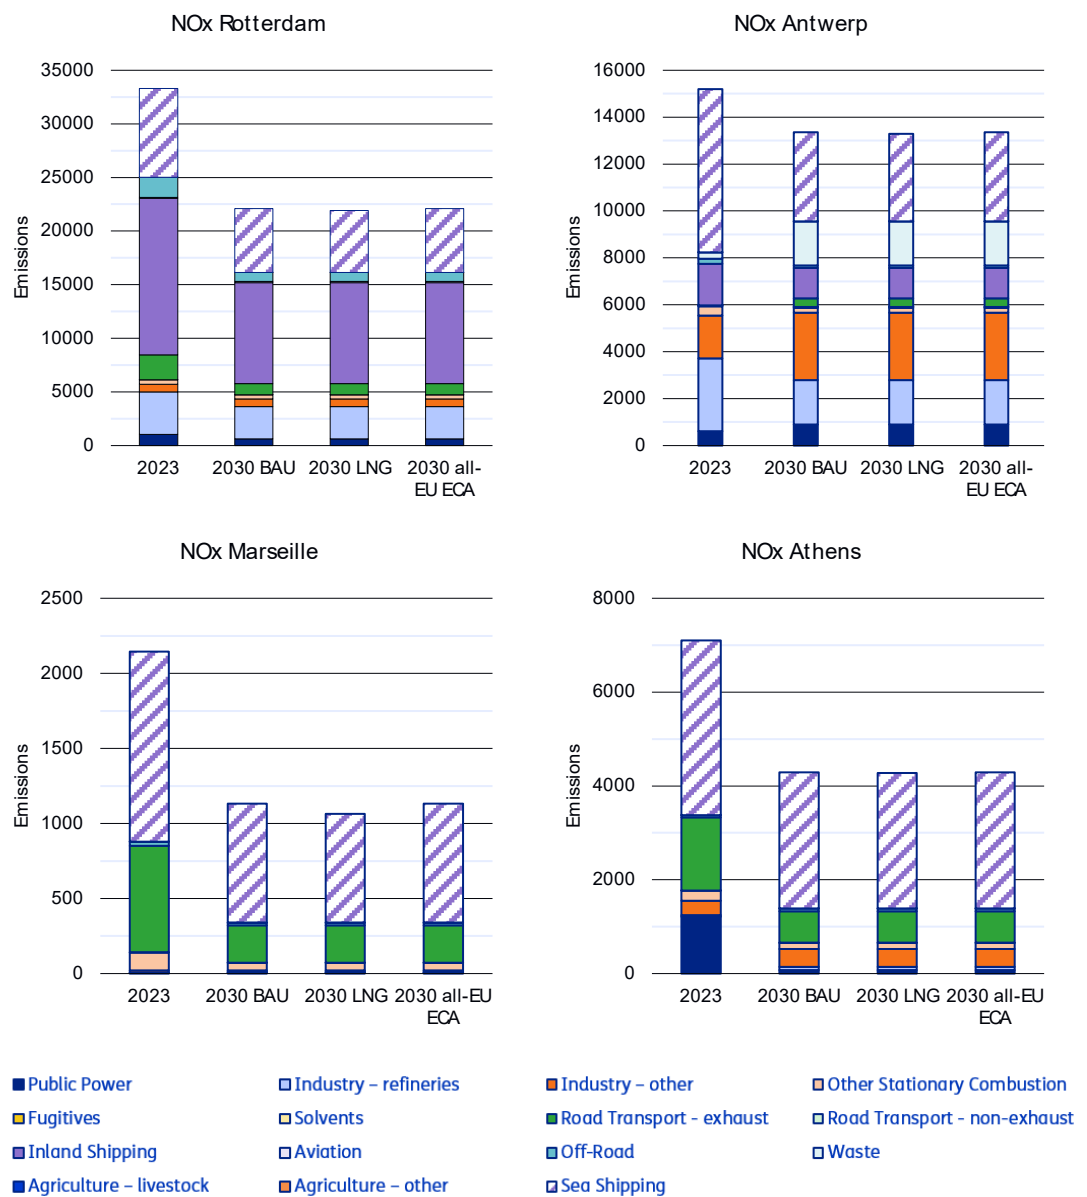 NOx Rotterdam
35000
30000
25000
20000
15000
10000
5000
0
Emissions
2023
2030 BAU
2030 LNG
2030 all-
EU ECA
NOx Antwerp
16000
14000
12000
10000
8000
6000
4000
2000
0
Emissions
2023
2030 BAU
2030 LNG
2030 all-
EU ECA
NOx Marseille
2500
2000
1500
1000
500
0
Emissions
2023
2030 BAU
2030 LNG
2030 all-EU
ECA
NOx Athens
8000
6000
4000
2000
0
Emissions
2023
2030 BAU
2030 LNG
2030 all-EU
ECA
Public Power
Industry – refineries
Industry – other
Other Stationary Combustion
Fugitives
Solvents
Road Transport - exhaust
Road Transport - non-exhaust
Inland Shipping
Aviation
Off-Road
Waste
Agriculture – livestock
Agriculture - other
Sea Shipping